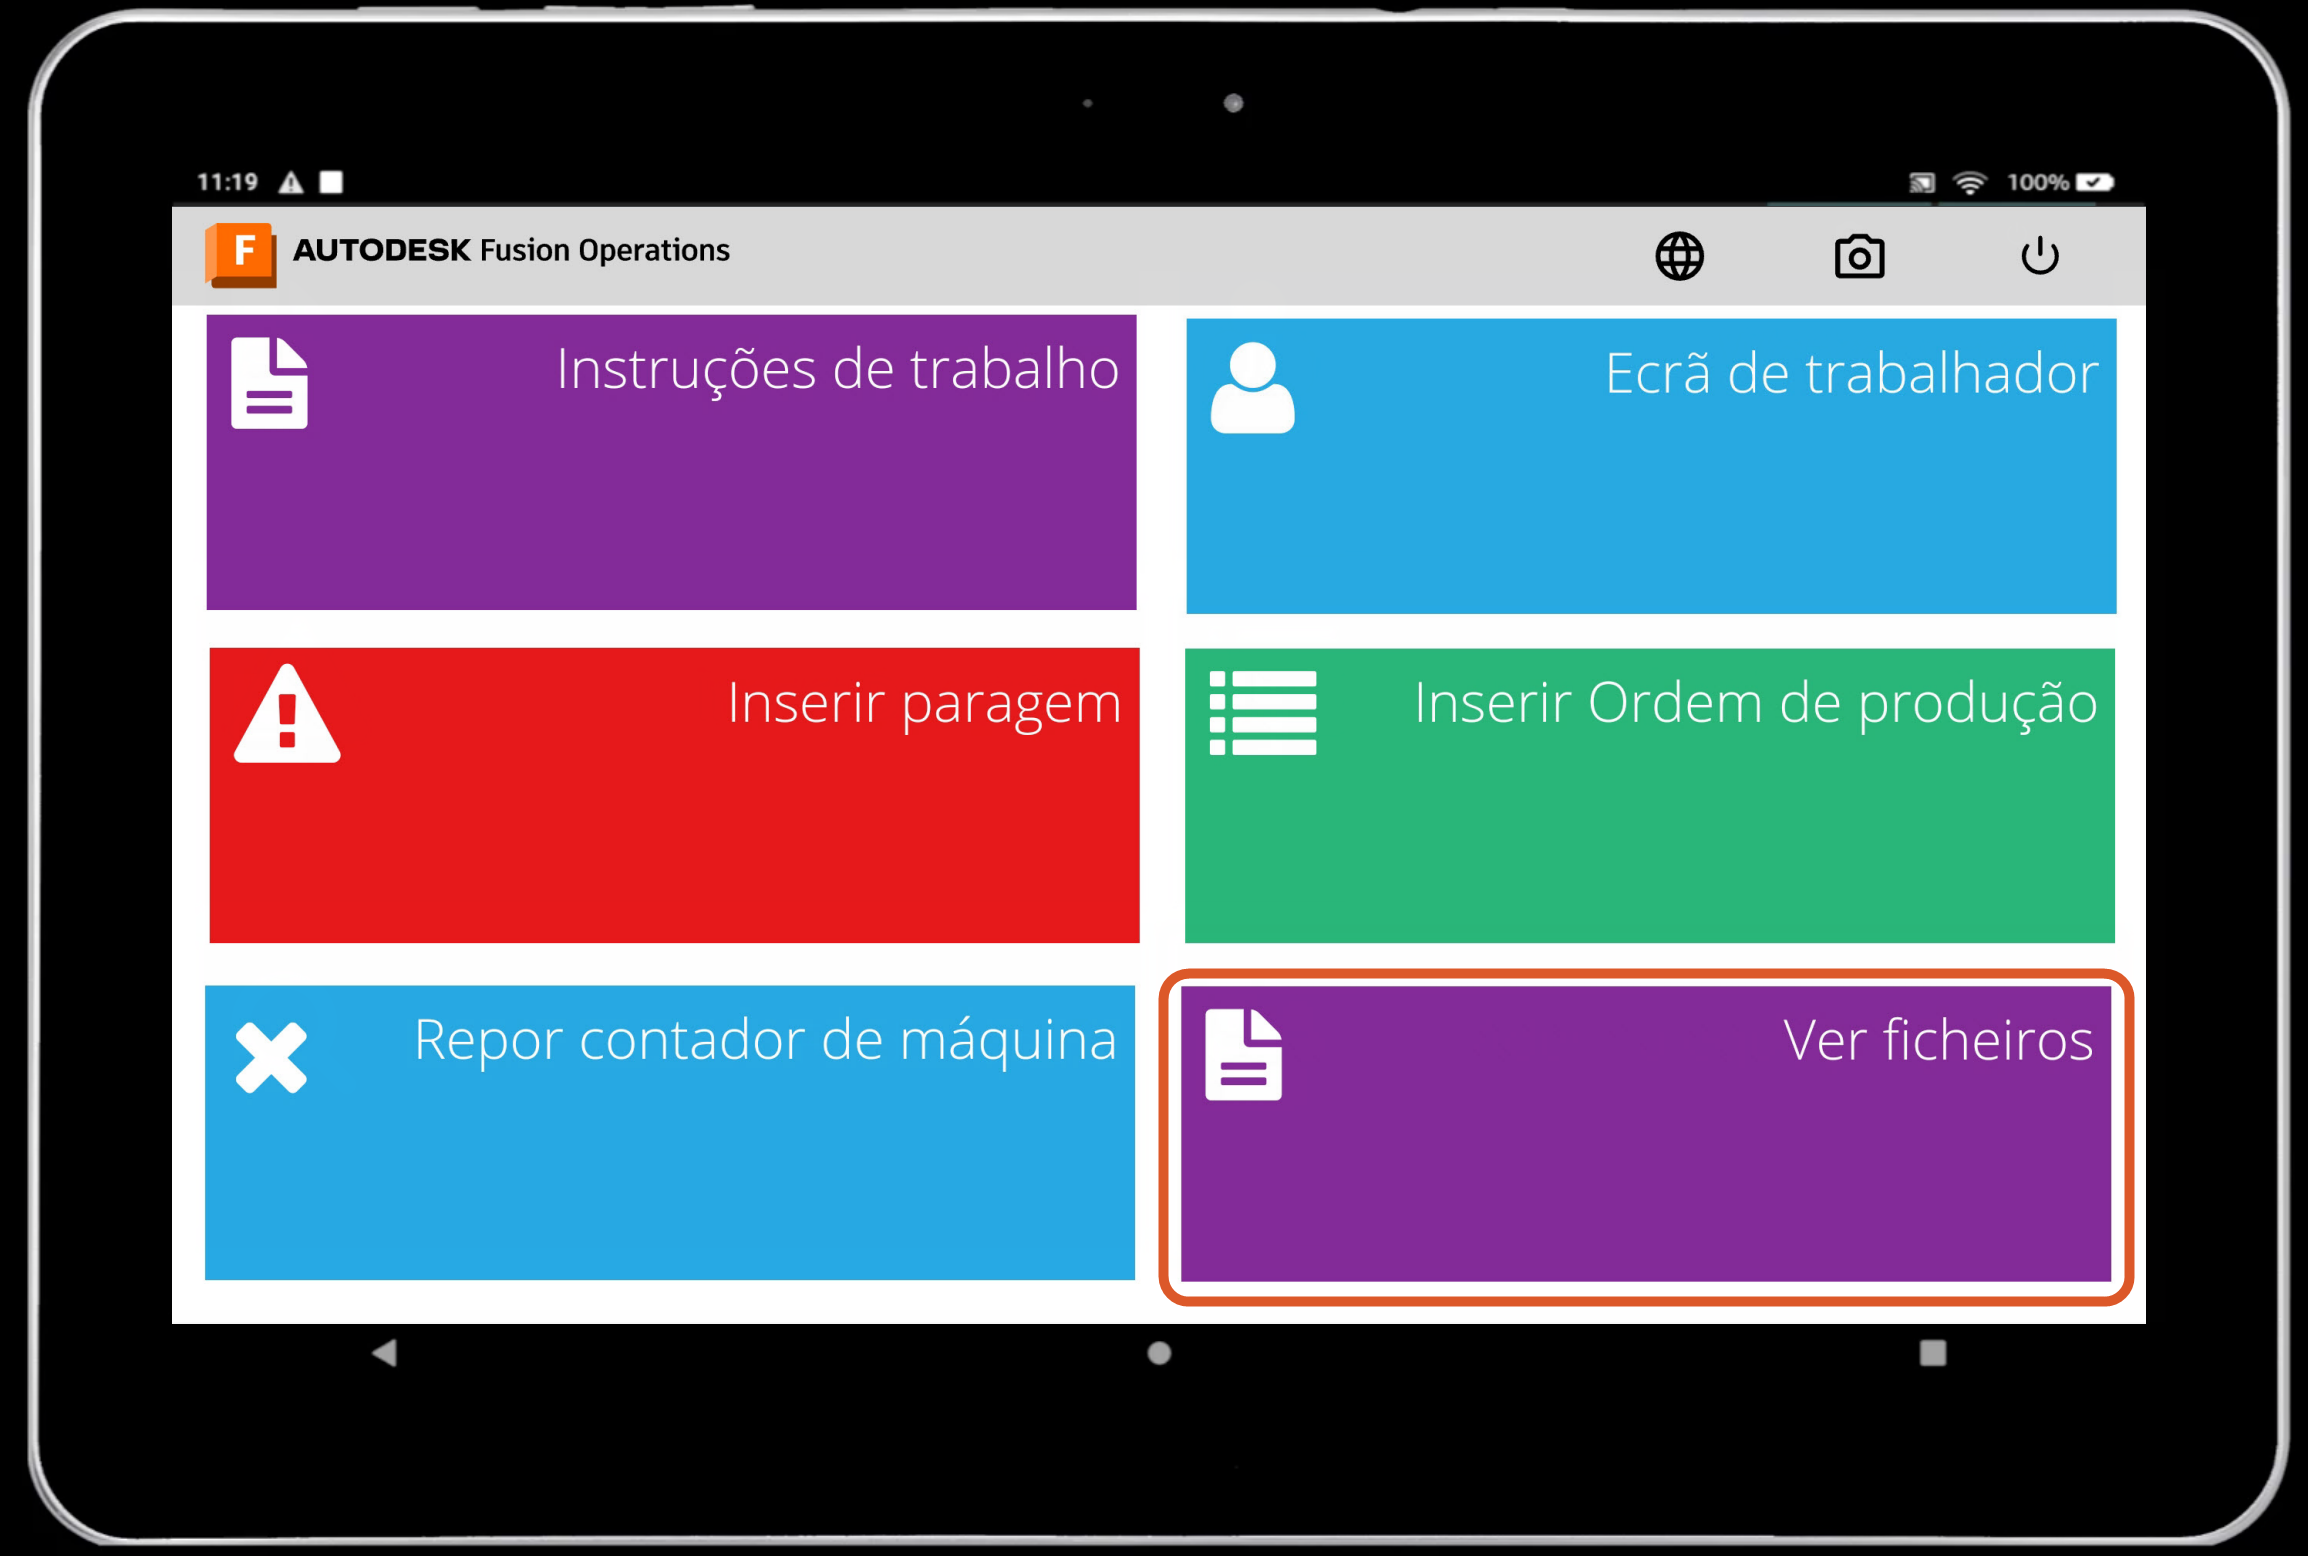 11:19
100%
F AUTODESK Fusion Operations
Instruções de trabalho
Ecrã de trabalhador
Inserir paragem
Inserir Ordem de produção
Repor contador de máquina
Ver ficheiros